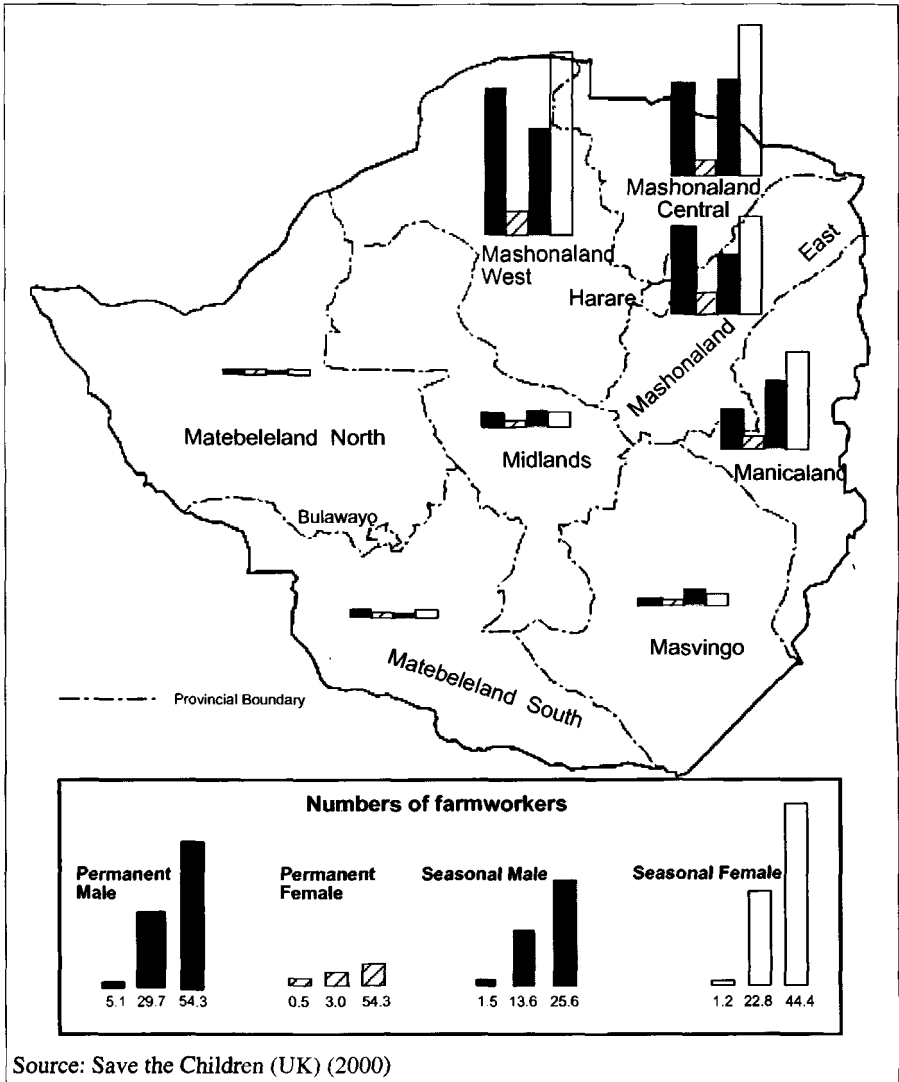 Mashonaland
Central
Mashonaland
West
East
Harare
Mashonaland
Matebeleland North
Midlands
Manicaland
Bulawayo
Masvingo
Matebeleland South
Provincial Boundary
Numbers of farmworkers
Permanent
Male
5.1 29.7 54.3
Permanent
Female
0.5 3.0 54.3
Seasonal Male
1.5 13.6 25.6
Seasonal Female
1.2 22.8 44.4
Source: Save the Children (UK) (2000)